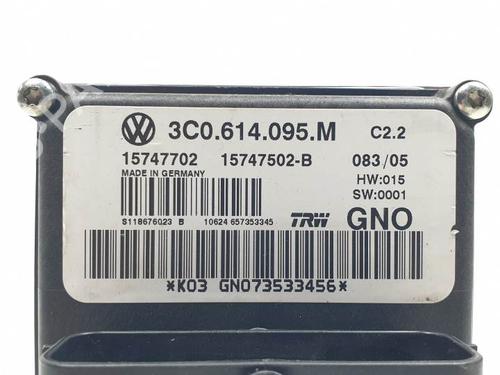 3C0.614.095.M C2.2
15747702 15747502-B 083/05
MADE IN GERMANY HW:015
SW:0001
S118676023 B 10624 657353345 TRW GNO
*K03 GNO73533456*